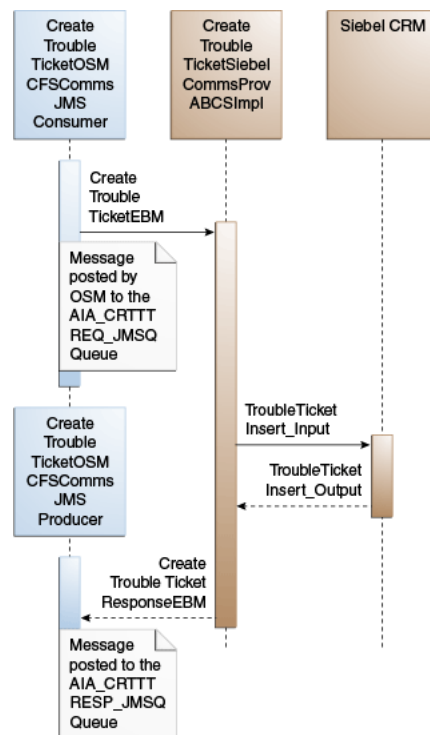 Create
Trouble
TicketOSM
CFSComms
JMS
Consumer
Create
Trouble
TicketSiebel
CommsProv
ABCSImpl
Siebel CRM
Create
Trouble
TicketEBM
Message
posted by
OSM to the
AIA_CRTTT
REQ_JMSQ
Queue
Create
Trouble
TicketOSM
CFSComms
JMS
Producer
TroubleTicket
Insert_Input
TroubleTicket
Insert_Output
Create
Trouble Ticket
ResponseEBM
Message
posted to the
AIA_CRTTT
RESP_JMSQ
Queue